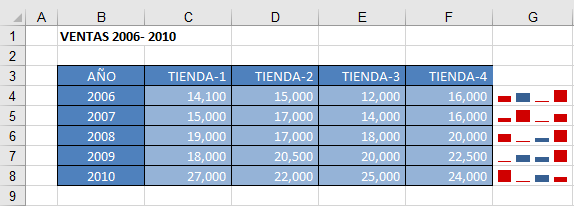 A B C D E F G
1 VENTAS 2006- 2010
2
3 AÑO TIENDA-1 TIENDA-2 TIENDA-3 TIENDA-4
4 2006 14,100 15,000 12,000 16,000
5 2007 15,000 17,000 14,000 16,000
6 2008 19,000 17,000 18,000 20,000
7 2009 18,000 20,500 20,000 22,500
8 2010 27,000 22,000 25,000 24,000
9